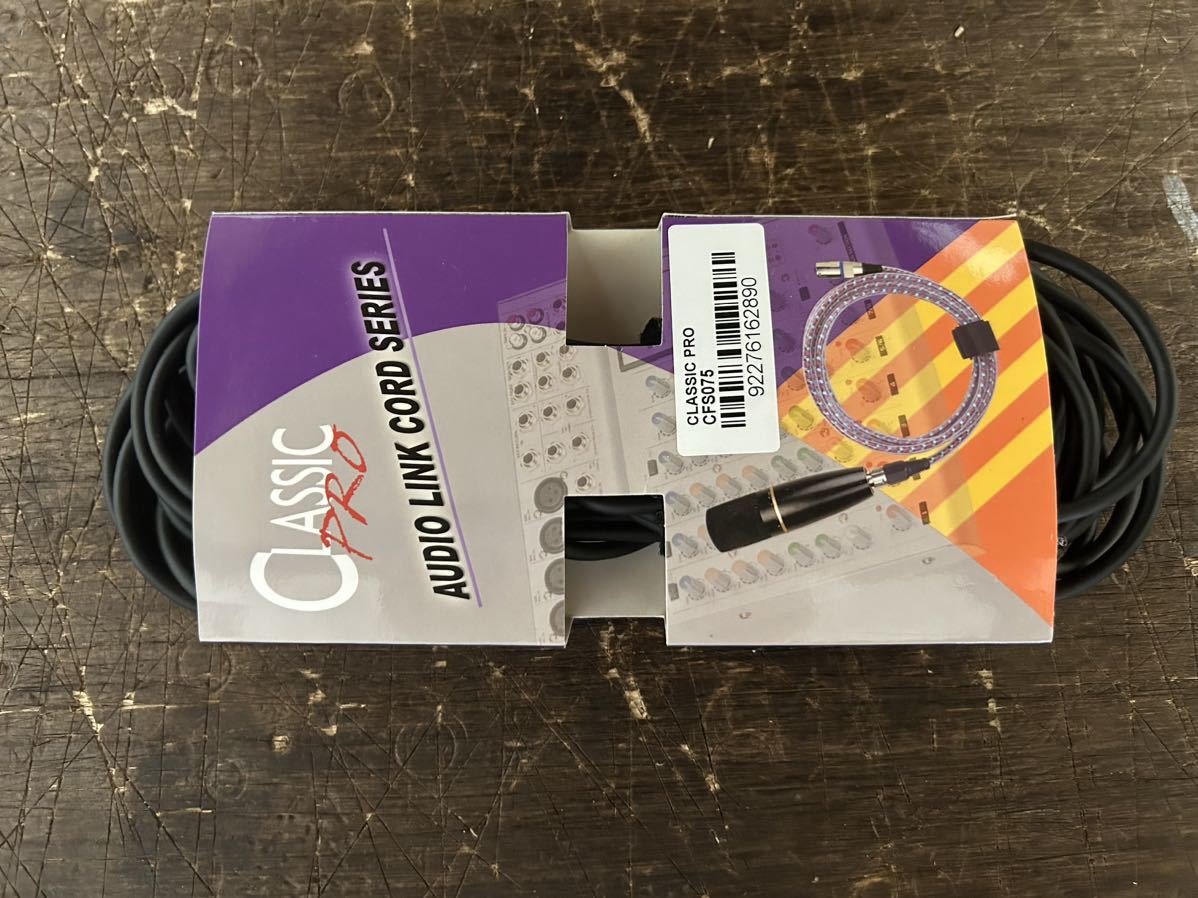 CLASSIC
PRO
AUDIO LINK CORD SERIES
CLASSIC PRO
CFS075
92276162890